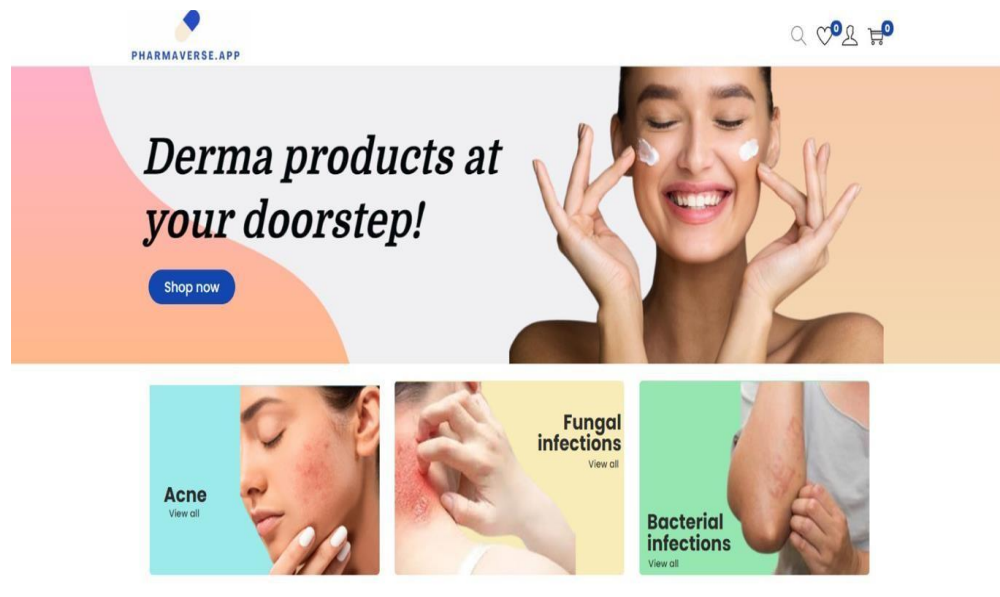 PHARMAVERSE.APP
0
0
Derma products at
your doorstep!
Shop now
Acne
View all
Fungal
infections
View all
Bacterial
infections
View all